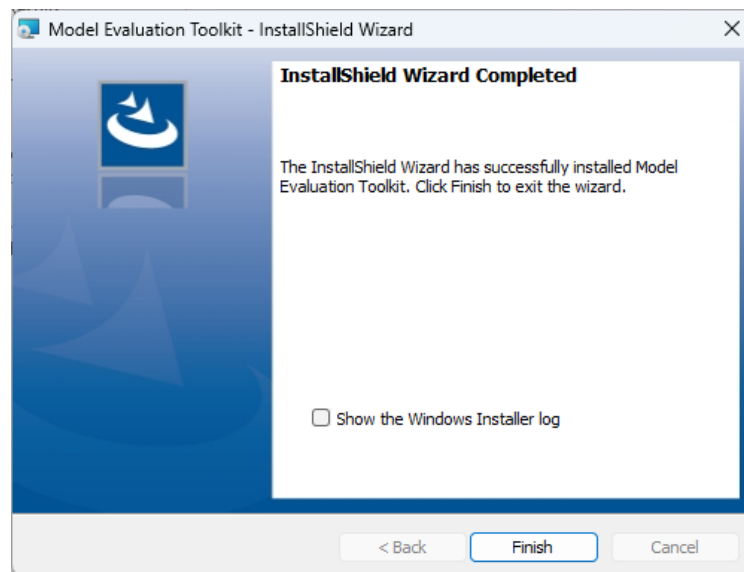 Model Evaluation Toolkit - InstallShield Wizard
InstallShield Wizard Completed
The InstallShield Wizard has successfully installed Model
Evaluation Toolkit. Click Finish to exit the wizard.
Show the Windows Installer log
< Back Finish Cancel